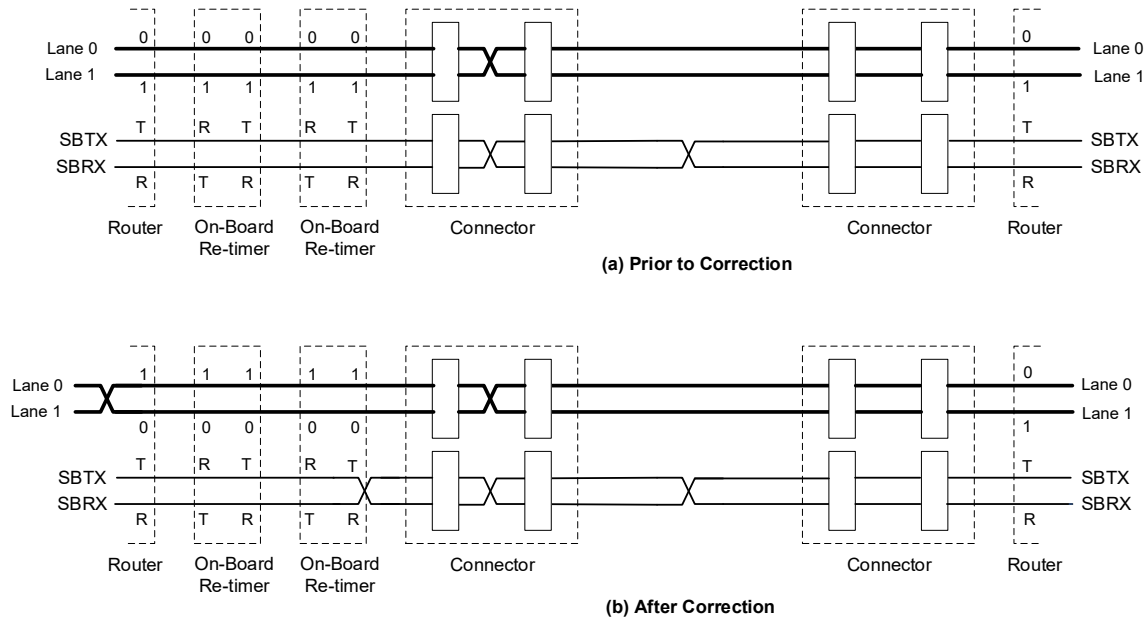 0 0 0 0 0 0
Lane 0 Lane 0
Lane 1 Lane 1
1 1 1 1 1 1
T R T R T T
SBTX SBTX
SBRX SBRX
R T R T R R
Router On-Board On-Board Connector Connector Router
Re-timer Re-timer
(a) Prior to Correction
1 1 1 1 1 0
Lane 0 Lane 0
Lane 1 Lane 1
0 0 0 0 0 1
T R T R T T
SBTX SBTX
SBRX SBRX
R T R T R R
Router On-Board On-Board Connector Connector Router
Re-timer Re-timer
(b) After Correction